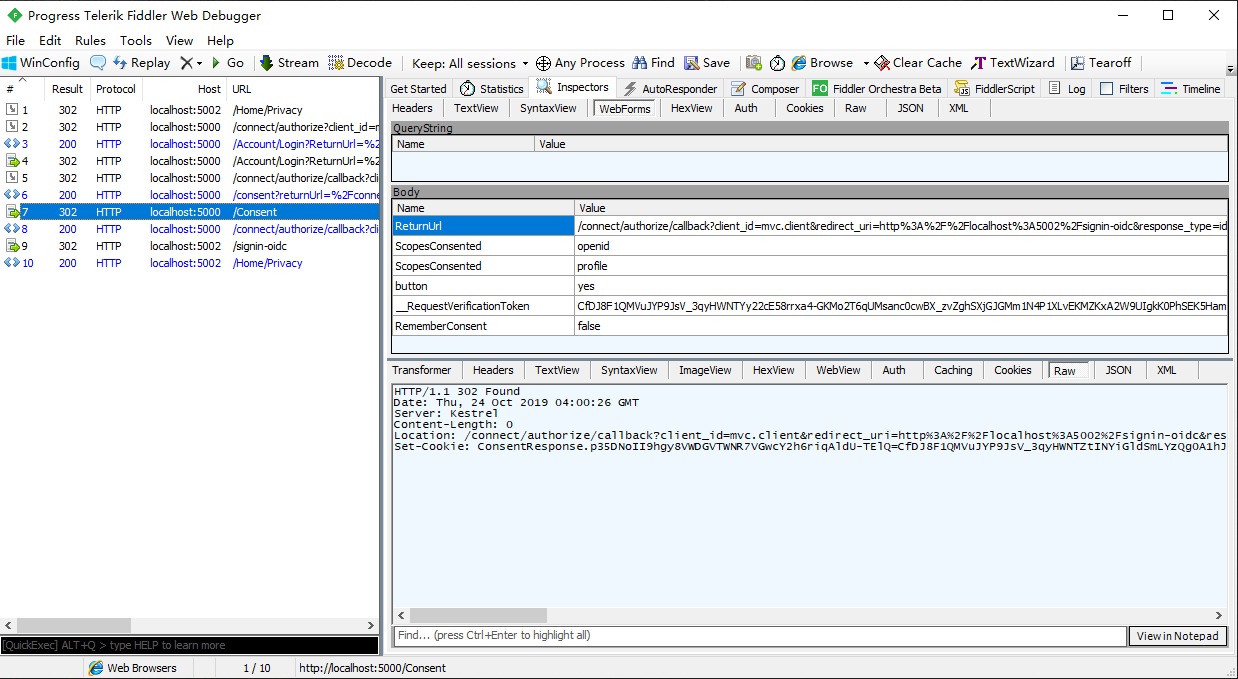 Progress Telerik Fiddler Web Debugger
File Edit Rules Tools View Help
WinConfig Replay Go Stream Decode Keep: All sessions Any Process Find Save Browse Clear Cache TextWizard Tearoff
# Result Protocol Host URL
1 302 HTTP localhost:5002 /Home/Privacy
2 302 HTTP localhost:5000 /connect/authorize?client_id=m
3 200 HTTP localhost:5000 /Account/Login?ReturnUrl=%2
4 302 HTTP localhost:5000 /Account/Login?ReturnUrl=%2
5 302 HTTP localhost:5000 /connect/authorize/callback?cli
6 200 HTTP localhost:5000 /consent?returnUrl=%2Fconne
7 302 HTTP localhost:5000 /Consent
8 200 HTTP localhost:5000 /connect/authorize/callback?cli
9 302 HTTP localhost:5002 /signin-oidc
10 200 HTTP localhost:5002 /Home/Privacy
[QuickExec] ALT+Q > type HELP to learn more
Get Started Statistics Inspectors AutoResponder Composer FO Fiddler Orchestra Beta FiddlerScript Log Filters Timeline
Headers TextView SyntaxView WebForms HexView Auth Cookies Raw JSON XML
QueryString
Name Value
Body
Name Value
ReturnUrl /connect/authorize/callback?client_id=mvc.client&redirect_uri=http%3A%2F%2Flocalhost%3A5002%2Fsignin-oidc&response_type=id
ScopesConsented openid
ScopesConsented profile
button yes
__RequestVerificationToken CfDJ8F1QMVuJYP9JsV_3qyHWNTYy22cE58rrxa4-GKMo2T6qUMsanc0cwBX_zvZghSXjGJGMm1N4P1XLvEKMZKxA2W9UIgkK0PhSEK5Ham
RememberConsent false
Transformer Headers TextView SyntaxView ImageView HexView WebView Auth Caching Cookies Raw JSON XML
HTTP/1.1 302 Found
Date: Thu, 24 Oct 2019 04:00:26 GMT
Server: Kestrel
Content-Length: 0
Location: /connect/authorize/callback?client_id=mvc.client&redirect_uri=http%3A%2F%2Flocalhost%3A5002%2Fsignin-oidc&res
Set-Cookie: ConsentResponse.p35DNoII9hgy8VWDGVTWNR7VGwcY2h6riqAldU-TElQ=CfDJ8F1QMVuJYP9JsV_3qyHWNTZtINYiGldSmLYzQgOA1hJ
Find... (press Ctrl+Enter to highlight all) View in Notepad
Web Browsers 1 / 10 http://localhost:5000/Consent